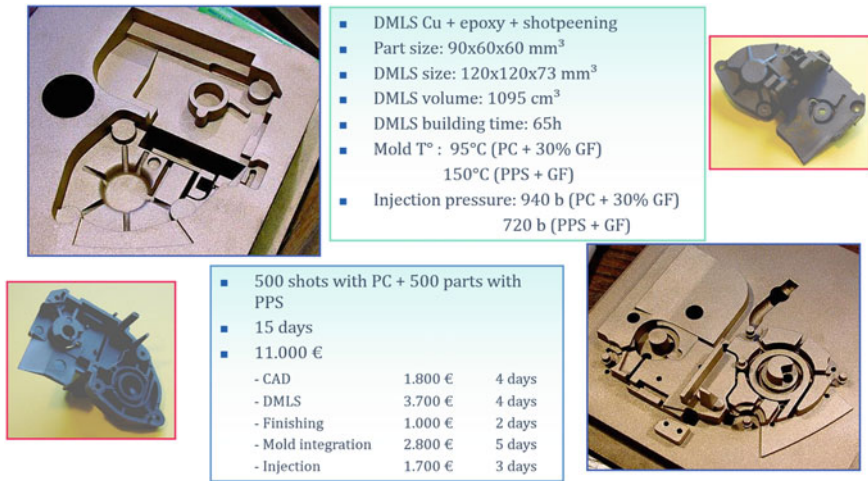 DMLS Cu + epoxy + shotpeening
Part size: 90x60x60 mm³
DMLS size: 120x120x73 mm³
DMLS volume: 1095 cm³
DMLS building time: 65h
Mold T° : 95°C (PC + 30% GF)
150°C (PPS + GF)
Injection pressure: 940 b (PC + 30% GF)
720 b (PPS + GF)
500 shots with PC + 500 parts with
PPS
15 days
11.000 €
- CAD 1.800 € 4 days
- DMLS 3.700 € 4 days
- Finishing 1.000 € 2 days
- Mold integration 2.800 € 5 days
- Injection 1.700 € 3 days